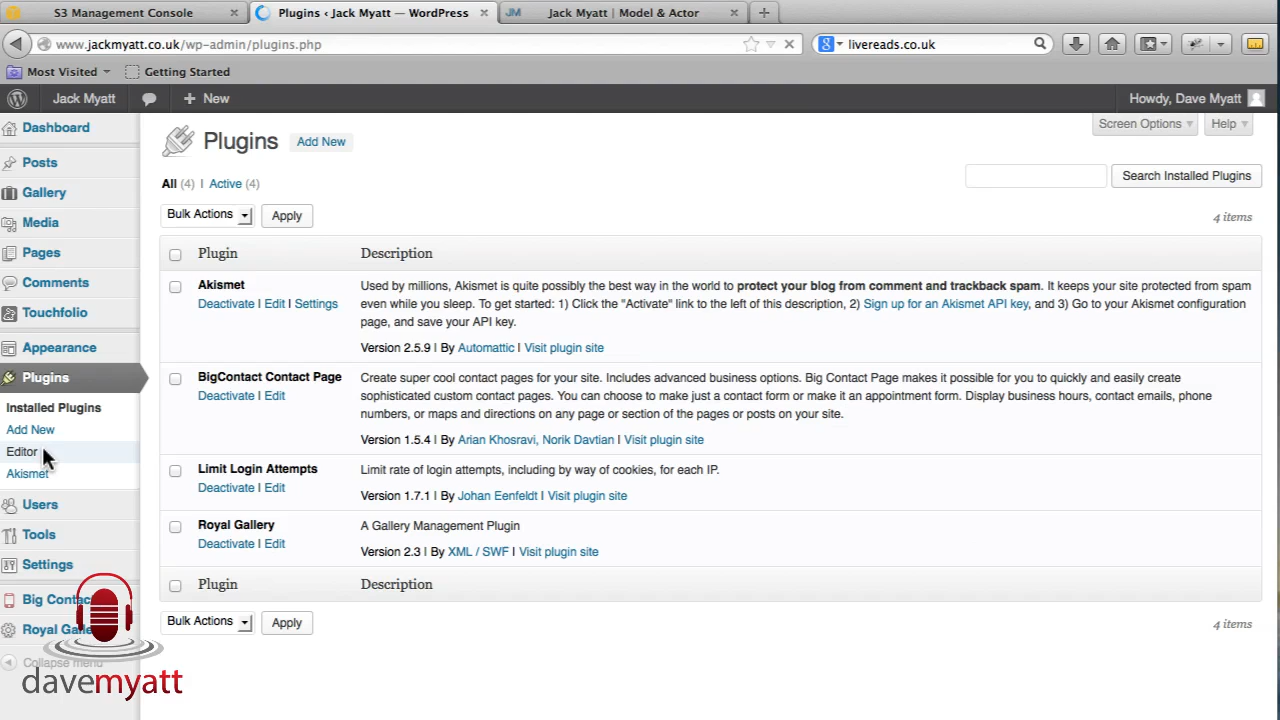 S3 Management Console
Plugins ‹ Jack Myatt — WordPress
JM Jack Myatt | Model & Actor
www.jackmyatt.co.uk/wp-admin/plugins.php
livereads.co.uk
Most Visited
Getting Started
Jack Myatt
+ New
Howdy, Dave Myatt
Dashboard
Posts
Gallery
Media
Pages
Comments
Touchfolio
Appearance
Plugins
Installed Plugins
Add New
Editor
Akismet
Users
Tools
Settings
Big Contac
Royal Galle
Collapse menu
davemyatt
Plugins Add New
Screen Options
Help
All (4) | Active (4)
Search Installed Plugins
Bulk Actions
Apply
4 items
Plugin Description
Akismet
Deactivate | Edit | Settings
Used by millions, Akismet is quite possibly the best way in the world to protect your blog from comment and trackback spam. It keeps your site protected from spam
even while you sleep. To get started: 1) Click the "Activate" link to the left of this description, 2) Sign up for an Akismet API key, and 3) Go to your Akismet configuration
page, and save your API key.
Version 2.5.9 | By Automattic | Visit plugin site
BigContact Contact Page
Deactivate | Edit
Create super cool contact pages for your site. Includes advanced business options. Big Contact Page makes it possible for you to quickly and easily create
sophisticated custom contact pages. You can choose to make just a contact form or make it an appointment form. Display business hours, contact emails, phone
numbers, or maps and directions on any page or section of the pages or posts on your site.
Version 1.5.4 | By Arian Khosravi, Norik Davtian | Visit plugin site
Limit Login Attempts
Deactivate | Edit
Limit rate of login attempts, including by way of cookies, for each IP.
Version 1.7.1 | By Johan Eenfeldt | Visit plugin site
Royal Gallery
Deactivate | Edit
A Gallery Management Plugin
Version 2.3 | By XML / SWF | Visit plugin site
Plugin Description
Bulk Actions
Apply
4 items